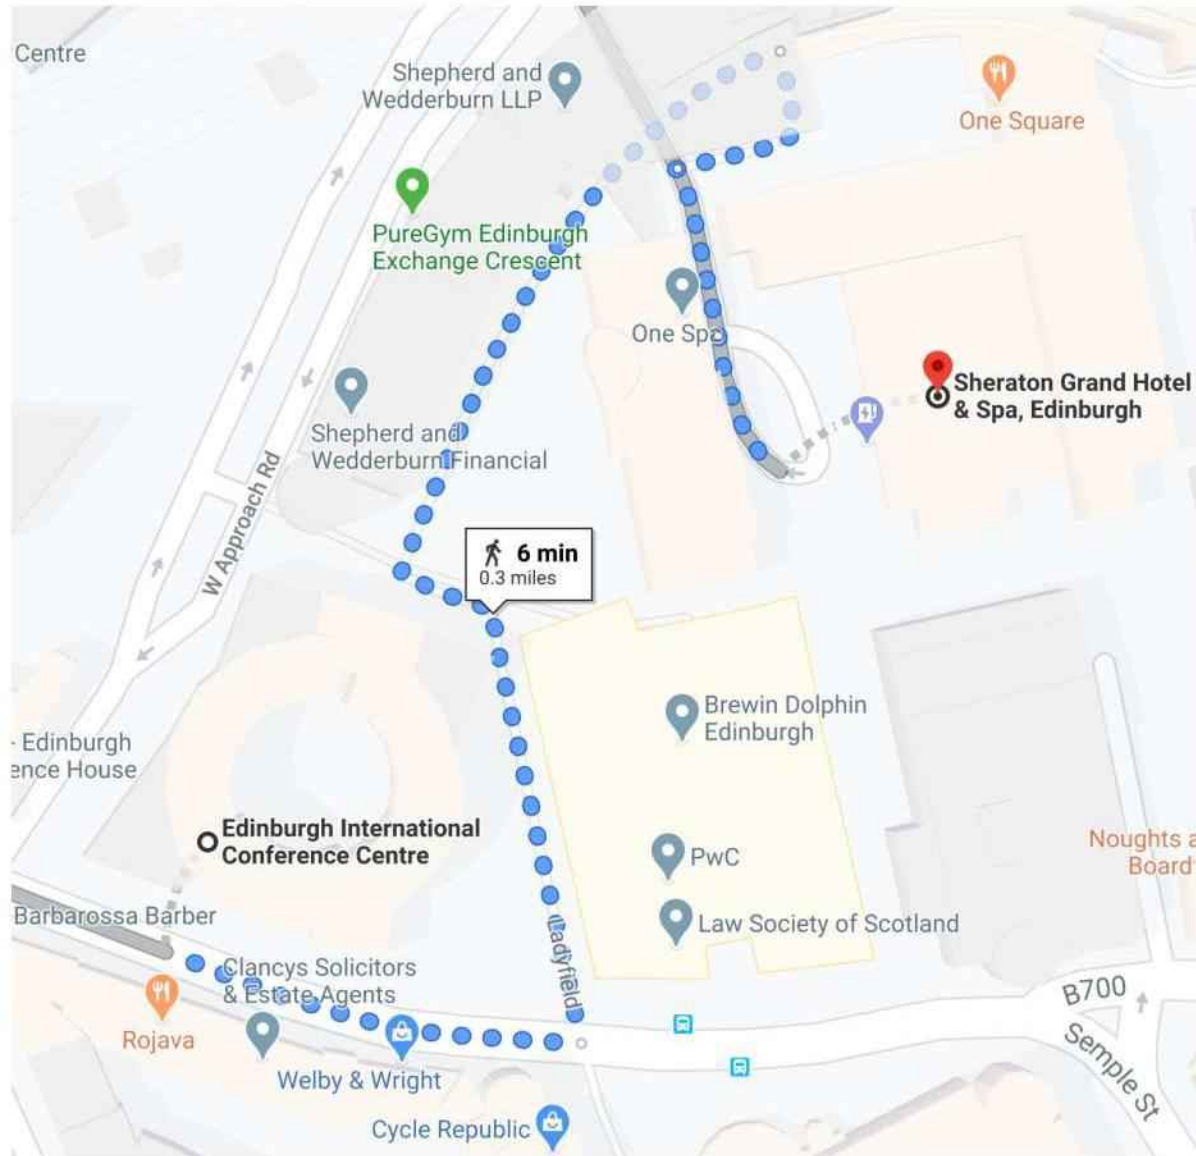 Centre
Shepherd and
Wedderburn LLP
One Square
PureGym Edinburgh
Exchange Crescent
One Spa
Sheraton Grand Hotel
& Spa, Edinburgh
Shepherd and
Wedderburn Financial
W Approach Rd
6 min
0.3 miles
Brewin Dolphin
Edinburgh
- Edinburgh
ence House
Edinburgh International
Conference Centre
Noughts a
Board
PwC
Barbarossa Barber
Law Society of Scotland
Ladyfield
Clancys Solicitors
& Estate Agents
B700
Rojava
Semple St
Welby & Wright
Cycle Republic